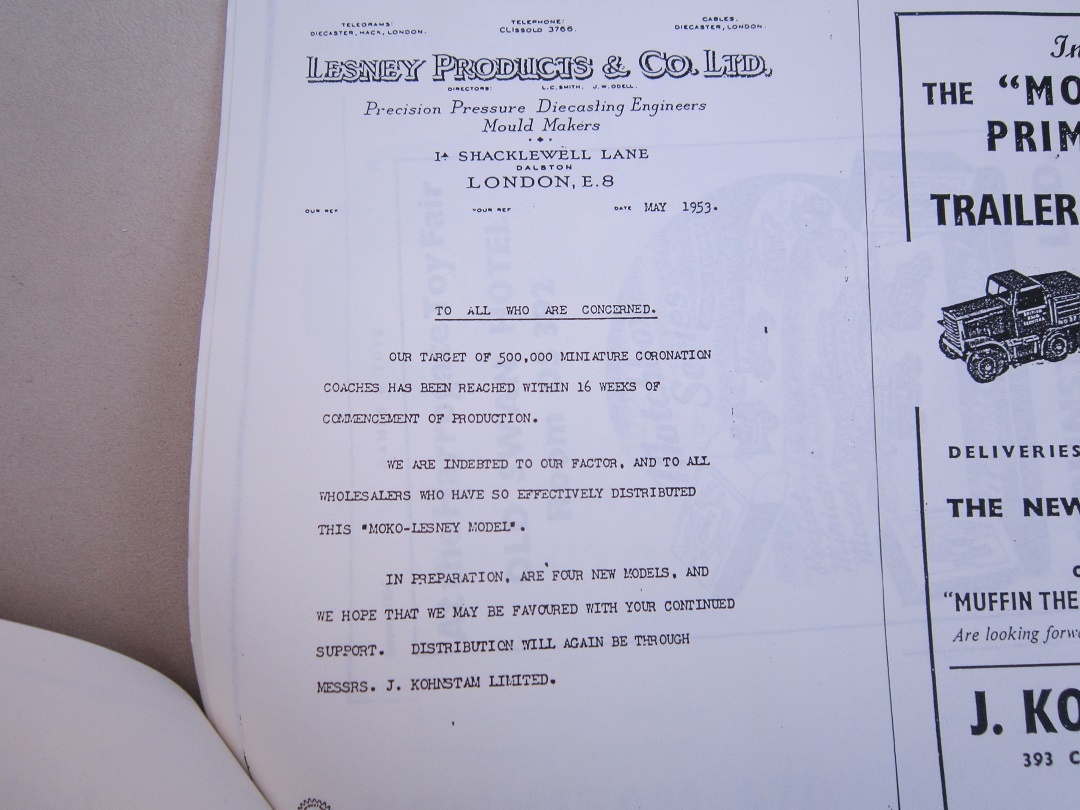 TELEGRAMS:
DIECASTER, HACK, LONDON.
TELEPHONE:
CLISSOLD 3766.
CABLES.
DIECASTER, LONDON.
LESNEY PRODUCTS & CO. LTD.
DIRECTORS: L.C. SMITH. J.W. ODELL.
Precision Pressure Diecasting Engineers
Mould Makers
1A SHACKLEWELL LANE
DALSTON
LONDON, E.8
OUR REF YOUR REF DATE MAY 1953.
TO ALL WHO ARE CONCERNED.
OUR TARGET OF 500,000 MINIATURE CORONATION
COACHES HAS BEEN REACHED WITHIN 16 WEEKS OF
COMMENCEMENT OF PRODUCTION.
WE ARE INDEBTED TO OUR FACTOR, AND TO ALL
WHOLESALERS WHO HAVE SO EFFECTIVELY DISTRIBUTED
THIS "MOKO-LESNEY MODEL".
IN PREPARATION, ARE FOUR NEW MODELS, AND
WE HOPE THAT WE MAY BE FAVOURED WITH YOUR CONTINUED
SUPPORT. DISTRIBUTION WILL AGAIN BE THROUGH
MESSRS. J. KOHNSTAM LIMITED.
In
THE "MO
PRIM
TRAILER
DELIVERIES
THE NEW
"MUFFIN THE
Are looking forw
J. KO
393